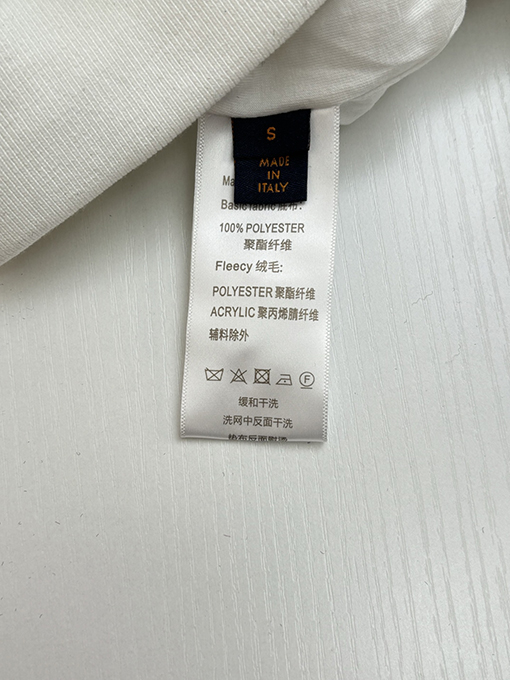 S
MADE
IN
ITALY
Basic fabric 底布:
100% POLYESTER
聚酯纤维
Fleecy 绒毛:
POLYESTER 聚酯纤维
ACRYLIC 聚丙烯腈纤维
辅料除外
F
缓和干洗
洗网中反面干洗